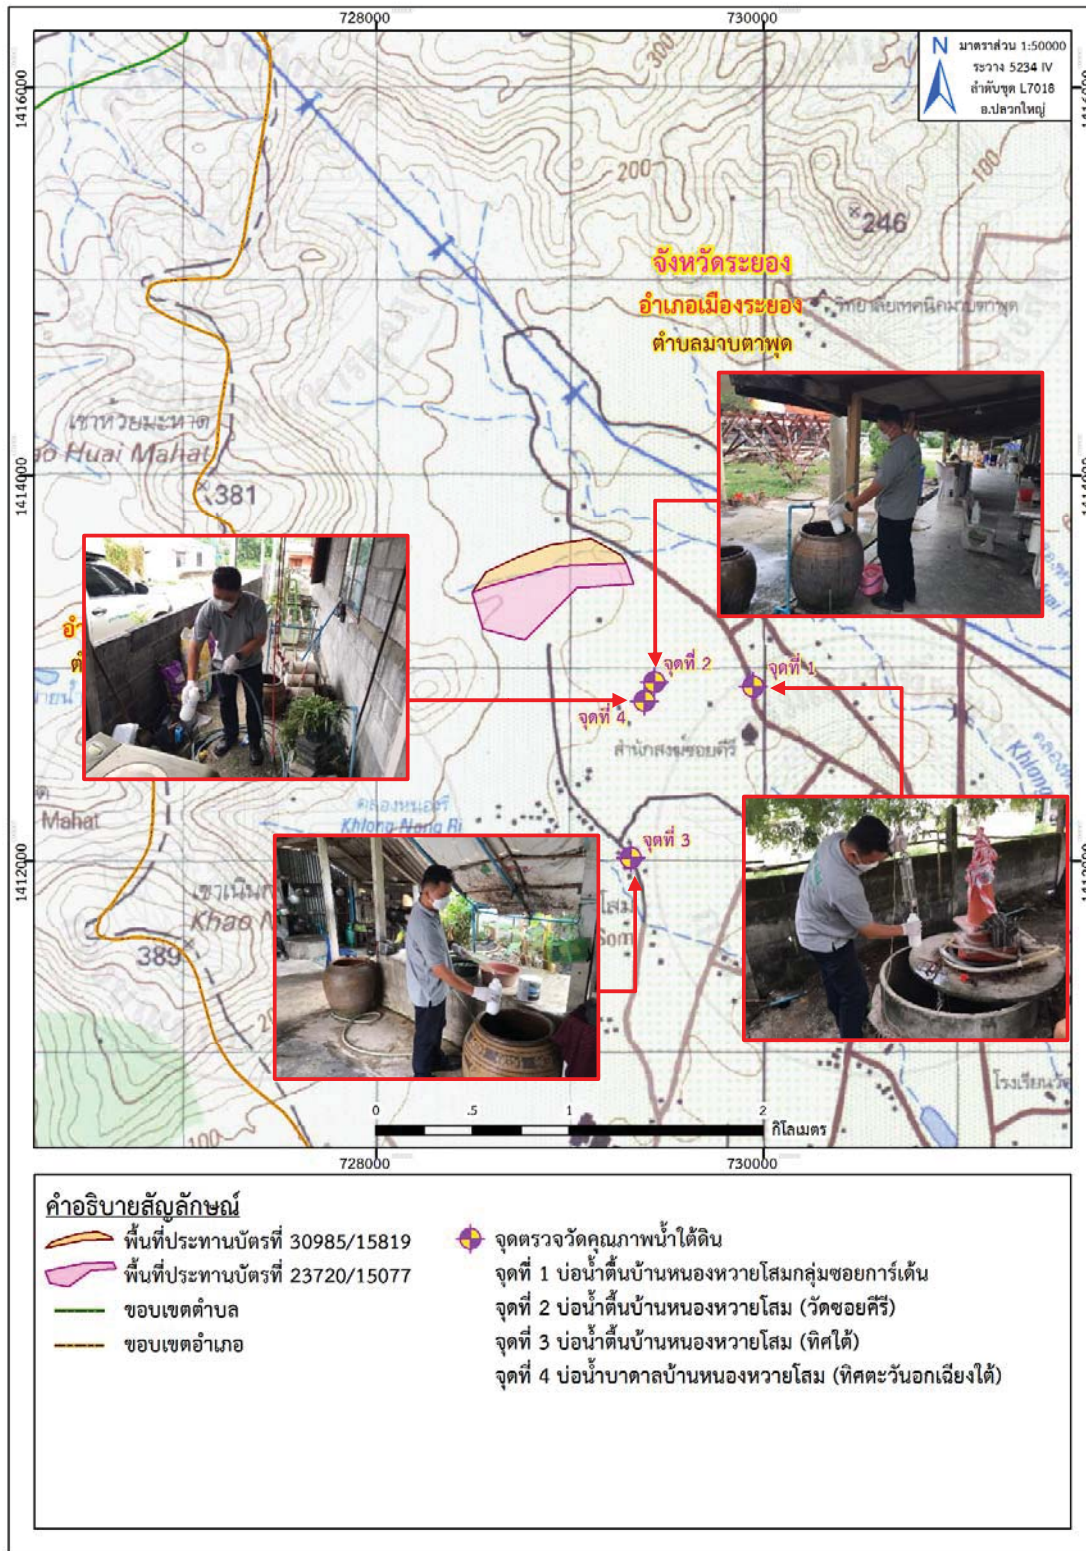 728000
730000
N
มาตราส่วน 1:50000
ระวาง 5234 IV
ลำดับชุด L7018
อ.ปลวกใหญ่
1416000
300
200
100
246
จังหวัดระยอง
อำเภอเมืองระยอง
ตำบลมาบตาพุด
วิทยาลัยเทคนิคมาบตาพุด
เขาห้วยมะหาด
ao Huai Mahat
381
1414000
1414000
จุดที่ 2
จุดที่ 1
จุดที่ 4
สำนักสงฆ์ซอยคีรี
คลองหนองรี
Khlong Nong Ri
Mahat
จุดที่ 3
1412000
1412000
Khao N
389
โสม
Som
100
0 .5 1 2
กิโลเมตร
728000
730000
คำอธิบายสัญลักษณ์
พื้นที่ประทานบัตรที่ 30985/15819
พื้นที่ประทานบัตรที่ 23720/15077
ขอบเขตตำบล
ขอบเขตอำเภอ
จุดตรวจวัดคุณภาพน้ำใต้ดิน
จุดที่ 1 บ่อน้ำตื้นบ้านหนองหวายโสมกลุ่มซอยการ์เด้น
จุดที่ 2 บ่อน้ำตื้นบ้านหนองหวายโสม (วัดซอยคีรี)
จุดที่ 3 บ่อน้ำตื้นบ้านหนองหวายโสม (ทิศใต้)
จุดที่ 4 บ่อน้ำบาดาลบ้านหนองหวายโสม (ทิศตะวันออกเฉียงใต้)